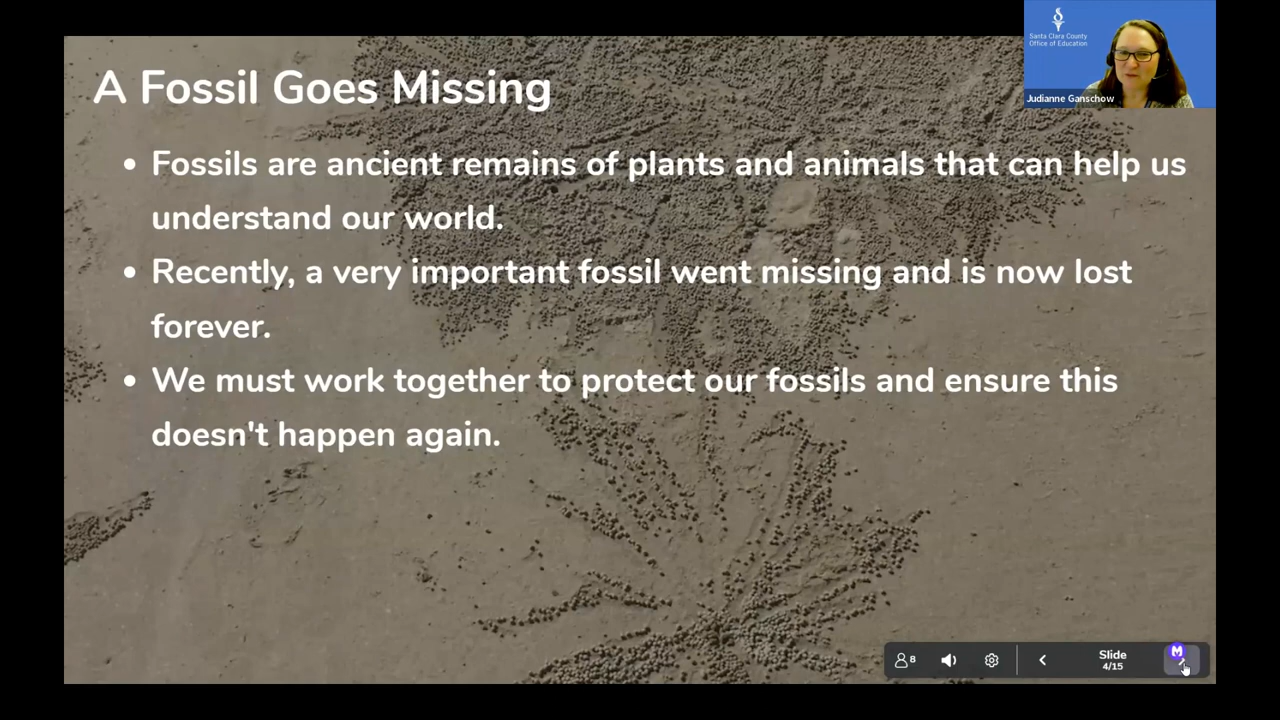 Santa Clara County
Office of Education
Judianne Ganschow
A Fossil Goes Missing
• Fossils are ancient remains of plants and animals that can help us
understand our world.
• Recently, a very important fossil went missing and is now lost
forever.
• We must work together to protect our fossils and ensure this
doesn't happen again.
8
Slide
4/15
M